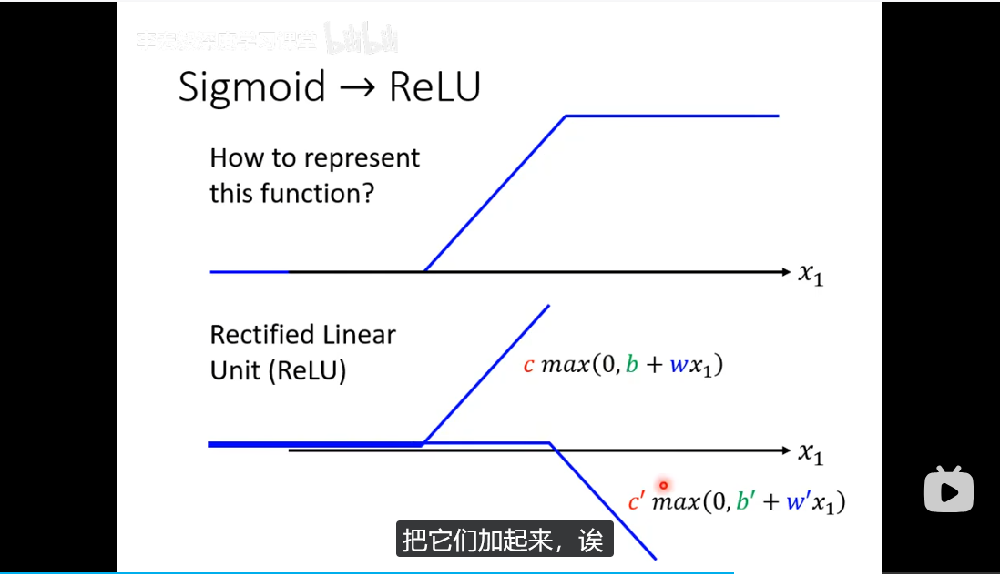 bilibili
Sigmoid → ReLU
How to represent
this function?
x₁
Rectified Linear
Unit (ReLU)
c max(0, b + wx₁)
x₁
c′ max(0, b′ + w′x₁)
把它们加起来，诶